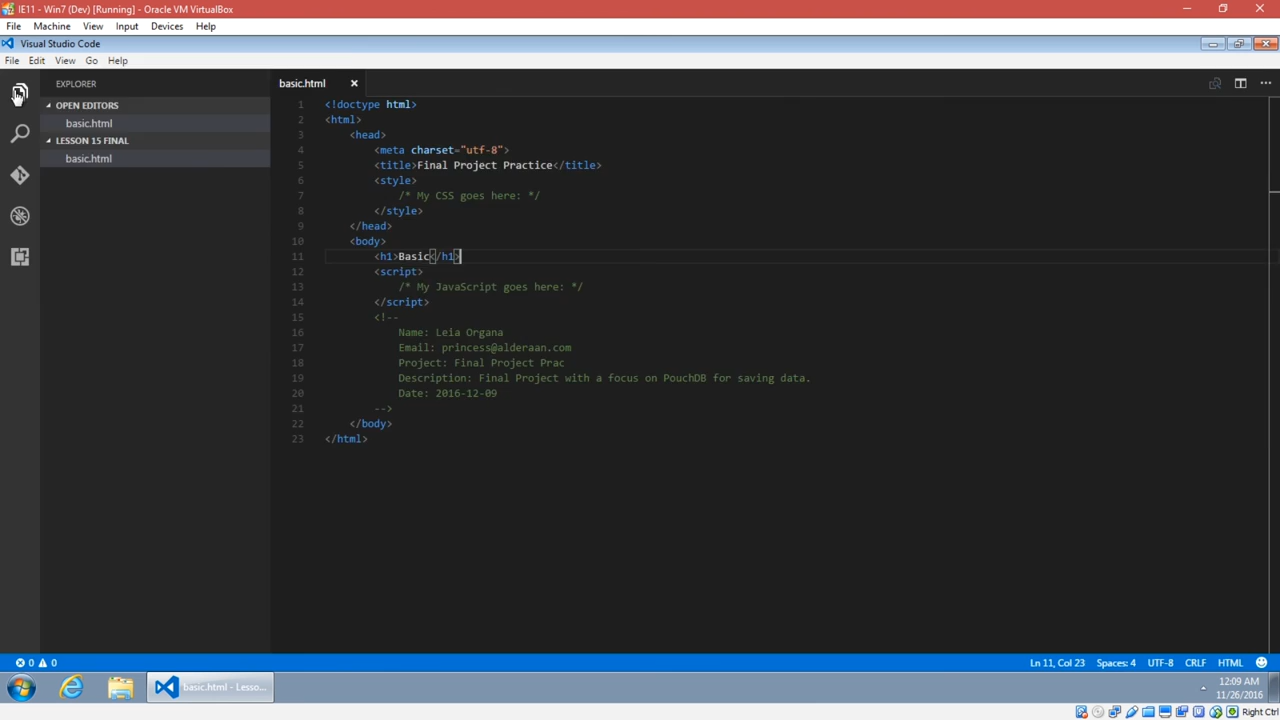 IE11 - Win7 (Dev) [Running] - Oracle VM VirtualBox
File Machine View Input Devices Help
Visual Studio Code
File Edit View Go Help
EXPLORER
OPEN EDITORS
basic.html
LESSON 15 FINAL
basic.html
basic.html
1 <!doctype html>
2 <html>
3 <head>
4 <meta charset="utf-8">
5 <title>Final Project Practice</title>
6 <style>
7 /* My CSS goes here: */
8 </style>
9 </head>
10 <body>
11 <h1>Basic</h1>
12 <script>
13 /* My JavaScript goes here: */
14 </script>
15 <!--
16 Name: Leia Organa
17 Email: princess@alderaan.com
18 Project: Final Project Prac
19 Description: Final Project with a focus on PouchDB for saving data.
20 Date: 2016-12-09
21 -->
22 </body>
23 </html>
0 0 Ln 11, Col 23 Spaces: 4 UTF-8 CRLF HTML
basic.html - Lesso...
12:09 AM
11/26/2016
Right Ctrl